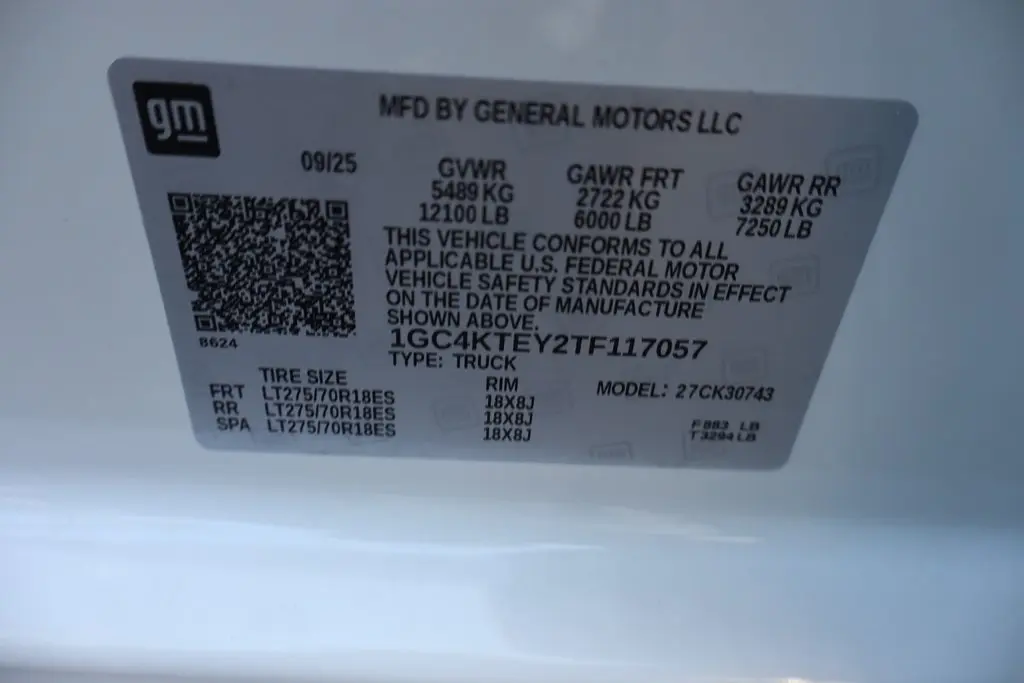 gm
MFD BY GENERAL MOTORS LLC
09/25
GVWR
5489 KG
12100 LB
GAWR FRT
2722 KG
6000 LB
GAWR RR
3289 KG
7250 LB
THIS VEHICLE CONFORMS TO ALL
APPLICABLE U.S. FEDERAL MOTOR
VEHICLE SAFETY STANDARDS IN EFFECT
ON THE DATE OF MANUFACTURE
SHOWN ABOVE.
8624
1GC4KTEY2TF117057
TYPE: TRUCK
MODEL: 27CK30743
TIRE SIZE RIM
FRT LT275/70R18ES 18X8J
RR LT275/70R18ES 18X8J
SPA LT275/70R18ES 18X8J
F 883 LB
T 3294 LB